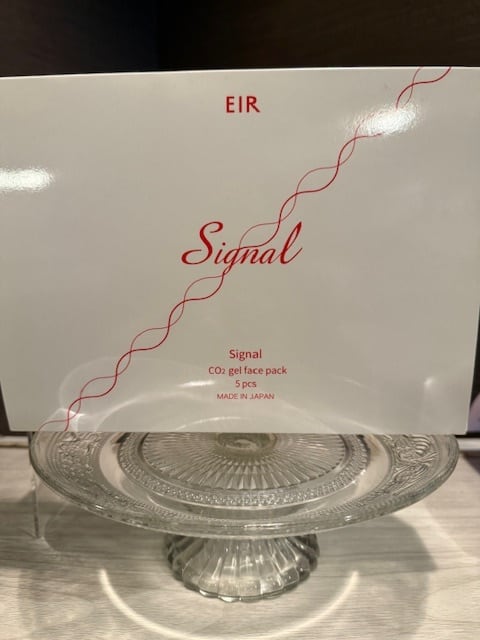 EIR
Signal
Signal
CO₂ gel face pack
5 pcs
MADE IN JAPAN